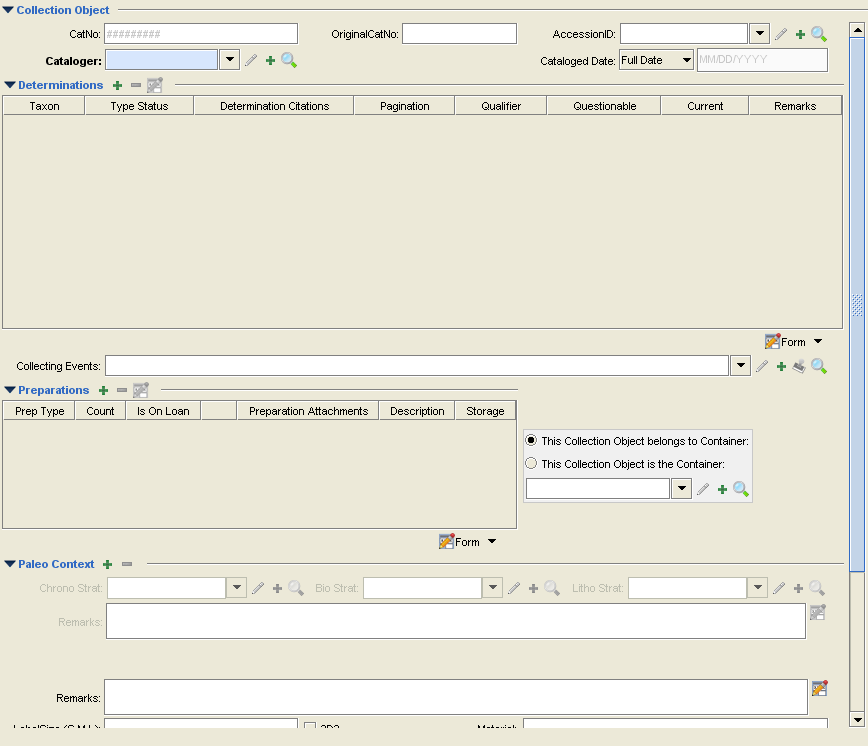 Collection Object
CatNo: ######### OriginalCatNo: AccessionID:
Cataloger: Cataloged Date: Full Date MM/DD/YYYY
Determinations
Taxon Type Status Determination Citations Pagination Qualifier Questionable Current Remarks
Form
Collecting Events:
Preparations
Prep Type Count Is On Loan Preparation Attachments Description Storage
This Collection Object belongs to Container:
This Collection Object is the Container:
Form
Paleo Context
Chrono Strat: Bio Strat: Litho Strat:
Remarks:
Remarks:
LabelSize (S,M,L): Material: